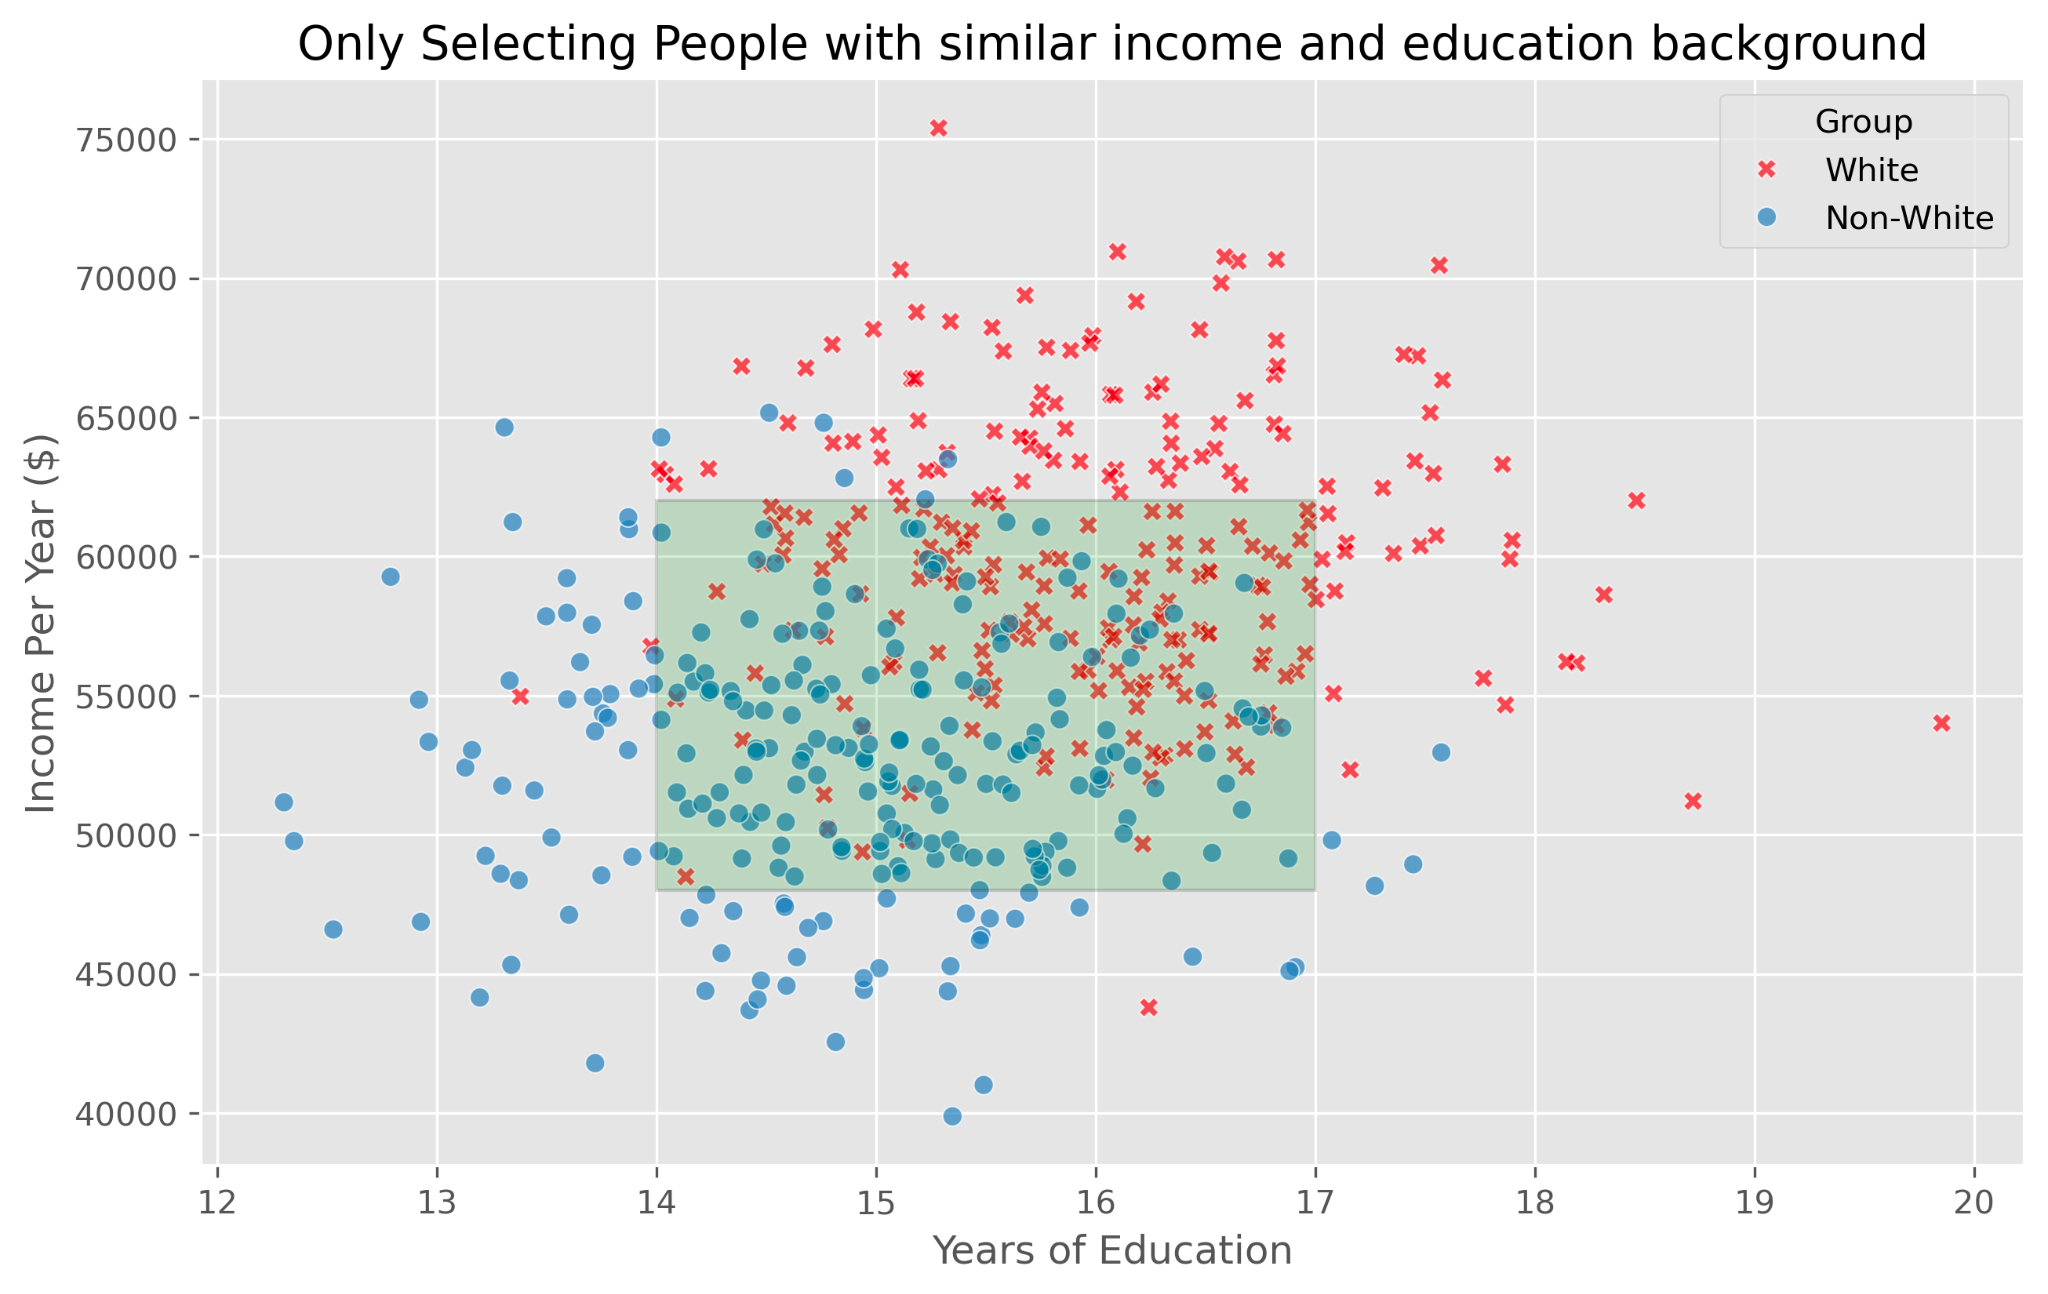 Only Selecting People with similar income and education background
Group
White
Non-White
Income Per Year ($)
75000
70000
65000
60000
55000
50000
45000
40000
12 13 14 15 16 17 18 19 20
Years of Education